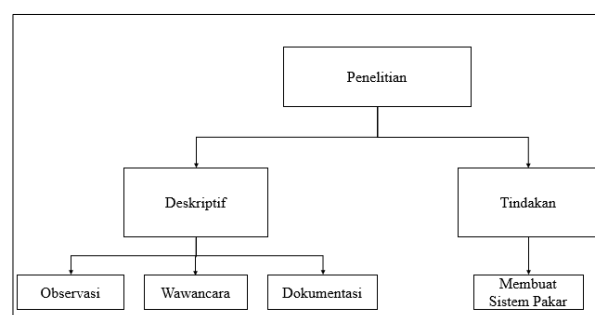 Penelitian
Deskriptif
Tindakan
Observasi
Wawancara
Dokumentasi
Membuat
Sistem Pakar